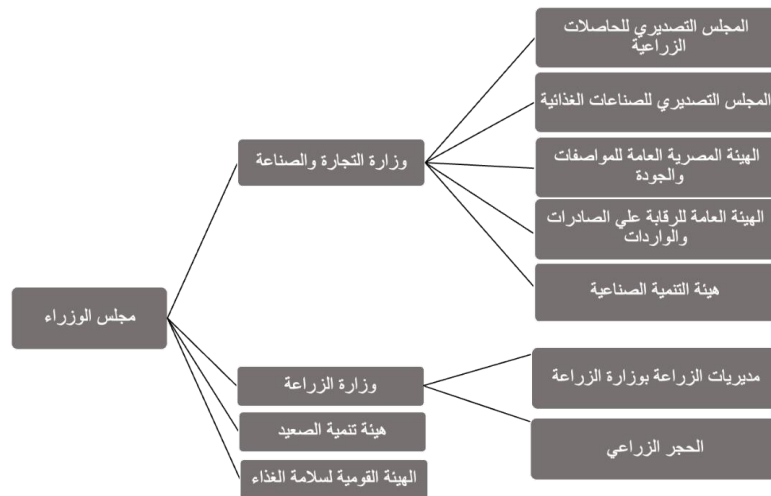 المجلس التصديري للحاصلات
الزراعية
المجلس التصديري للصناعات الغذائية
وزارة التجارة والصناعة
الهيئة المصرية العامة للمواصفات
والجودة
الهيئة العامة للرقابة علي الصادرات
والواردات
هيئة التنمية الصناعية
مجلس الوزراء
مديريات الزراعة بوزارة الزراعة
وزارة الزراعة
هيئة تنمية الصعيد
الحجر الزراعي
الهيئة القومية لسلامة الغذاء